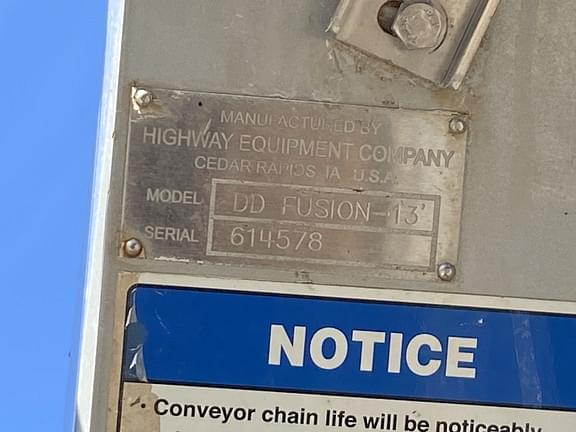 MANUFACTURED BY
HIGHWAY EQUIPMENT COMPANY
CEDAR RAPIDS, IA U.S.A.
MODEL DD FUSION-13'
SERIAL 614578
NOTICE
• Conveyor chain life will be noticeably